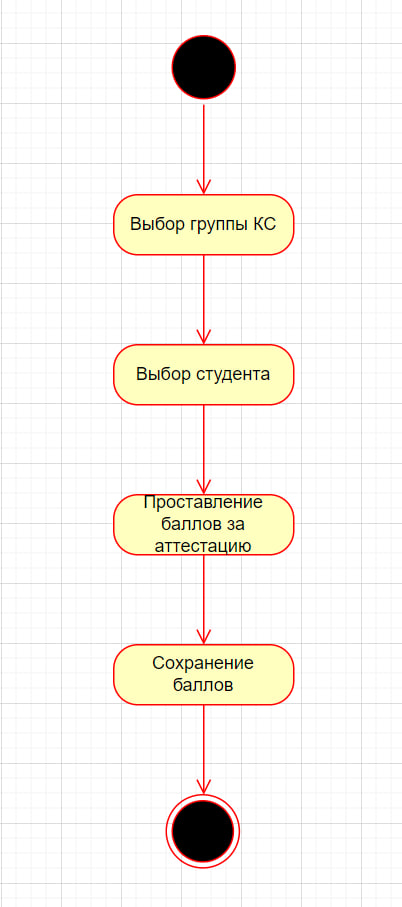 Выбор группы КС
Выбор студента
Проставление
баллов за
аттестацию
Сохранение
баллов